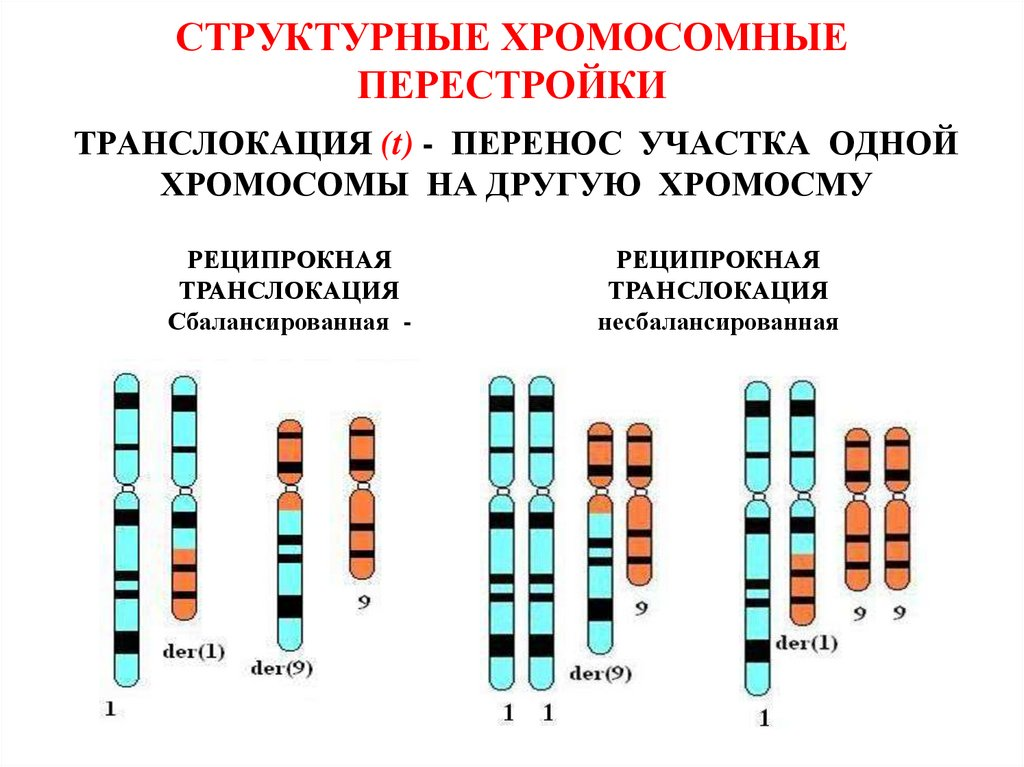 СТРУКТУРНЫЕ ХРОМОСОМНЫЕ
ПЕРЕСТРОЙКИ
ТРАНСЛОКАЦИЯ (t) - ПЕРЕНОС УЧАСТКА ОДНОЙ
ХРОМОСОМЫ НА ДРУГУЮ ХРОМОСМУ
РЕЦИПРОКНАЯ
ТРАНСЛОКАЦИЯ
Сбалансированная -
РЕЦИПРОКНАЯ
ТРАНСЛОКАЦИЯ
несбалансированная
1
der(1)
der(9)
9
1 1
der(9)
9
1
der(1)
9 9